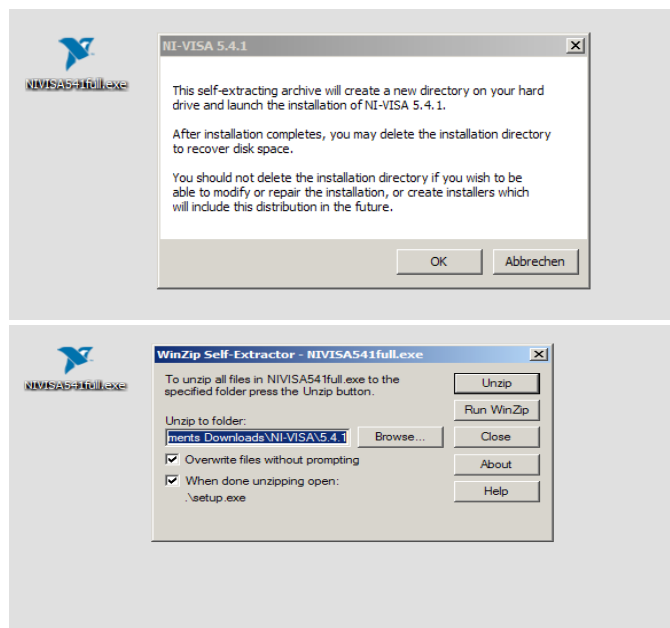 NI-VISA 5.4.1
NIVISA541full.exe
This self-extracting archive will create a new directory on your hard
drive and launch the installation of NI-VISA 5.4.1.
After installation completes, you may delete the installation directory
to recover disk space.
You should not delete the installation directory if you wish to be
able to modify or repair the installation, or create installers which
will include this distribution in the future.
OK
Abbrechen
NIVISA541full.exe
WinZip Self-Extractor - NIVISA541full.exe
To unzip all files in NIVISA541full.exe to the
specified folder press the Unzip button.
Unzip to folder:
ments Downloads\NI-VISA\5.4.1
Browse...
Overwrite files without prompting
When done unzipping open:
.\setup.exe
Unzip
Run WinZip
Close
About
Help